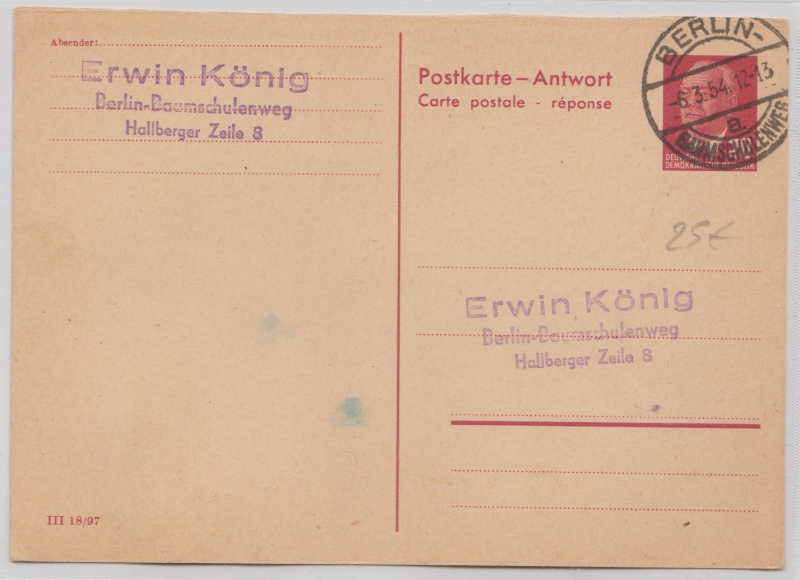 Absender:
Erwin König
Berlin-Baumschulenweg
Hallberger Zeile 8
III 18/97
Postkarte – Antwort
Carte postale - réponse
BERLIN-
-6.3.54.12-13
a
BAUMSCHULENWEG
25€
Erwin König
Berlin-Baumschulenweg
Hallberger Zeile 8